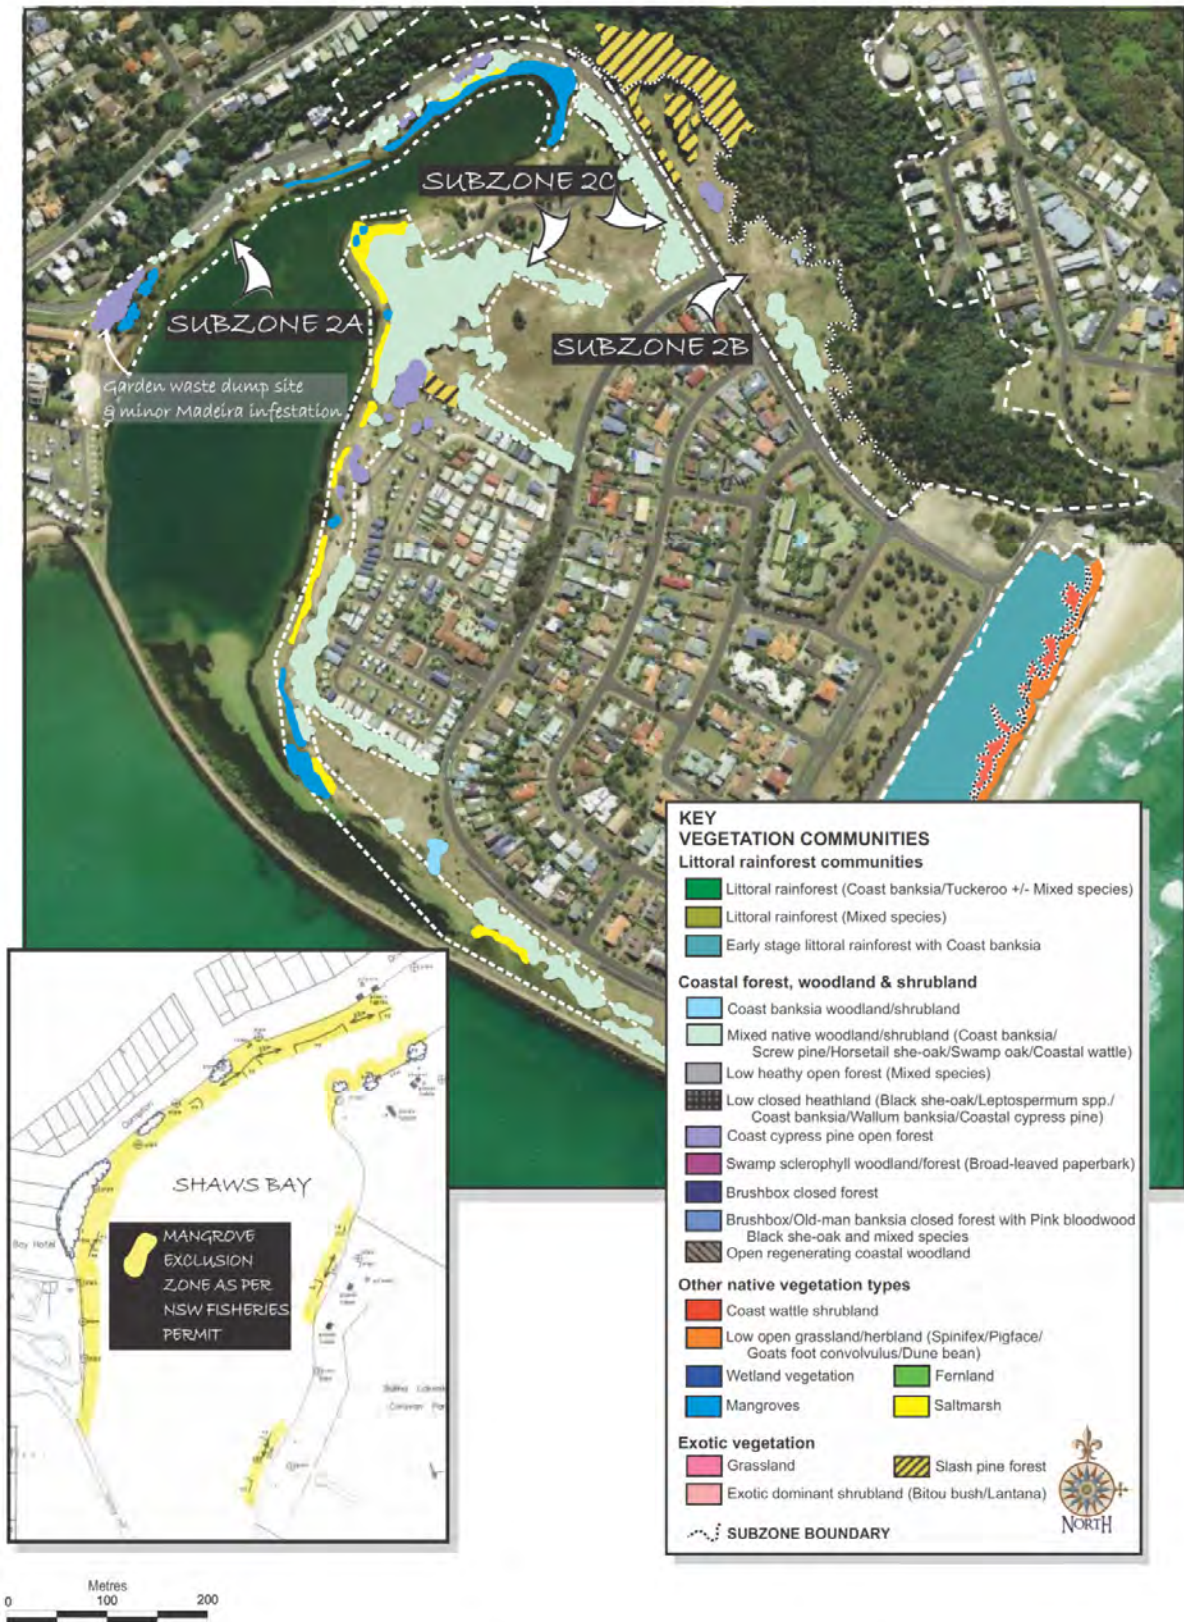 SUBZONE 2C
SUBZONE 2A
SUBZONE 2B
Garden waste dump site
& minor Madeira infestation
KEY
VEGETATION COMMUNITIES
Littoral rainforest communities
Littoral rainforest (Coast banksia/Tuckeroo +/- Mixed species)
Littoral rainforest (Mixed species)
Early stage littoral rainforest with Coast banksia
Coastal forest, woodland & shrubland
Coast banksia woodland/shrubland
Mixed native woodland/shrubland (Coast banksia/
Screw pine/Horsetail she-oak/Swamp oak/Coastal wattle)
Low heathy open forest (Mixed species)
Low closed heathland (Black she-oak/Leptospermum spp./
Coast banksia/Wallum banksia/Coastal cypress pine)
Coast cypress pine open forest
Swamp sclerophyll woodland/forest (Broad-leaved paperbark)
Brushbox closed forest
Brushbox/Old-man banksia closed forest with Pink bloodwood
Black she-oak and mixed species
Open regenerating coastal woodland
Other native vegetation types
Coast wattle shrubland
Low open grassland/herbland (Spinifex/Pigface/
Goats foot convolvulus/Dune bean)
Wetland vegetation
Fernland
Mangroves
Saltmarsh
Exotic vegetation
Grassland
Slash pine forest
Exotic dominant shrubland (Bitou bush/Lantana)
SUBZONE BOUNDARY
NORTH
SHAWS BAY
MANGROVE
EXCLUSION
ZONE AS PER
NSW FISHERIES
PERMIT
Bay Hotel
Metres
0 100 200